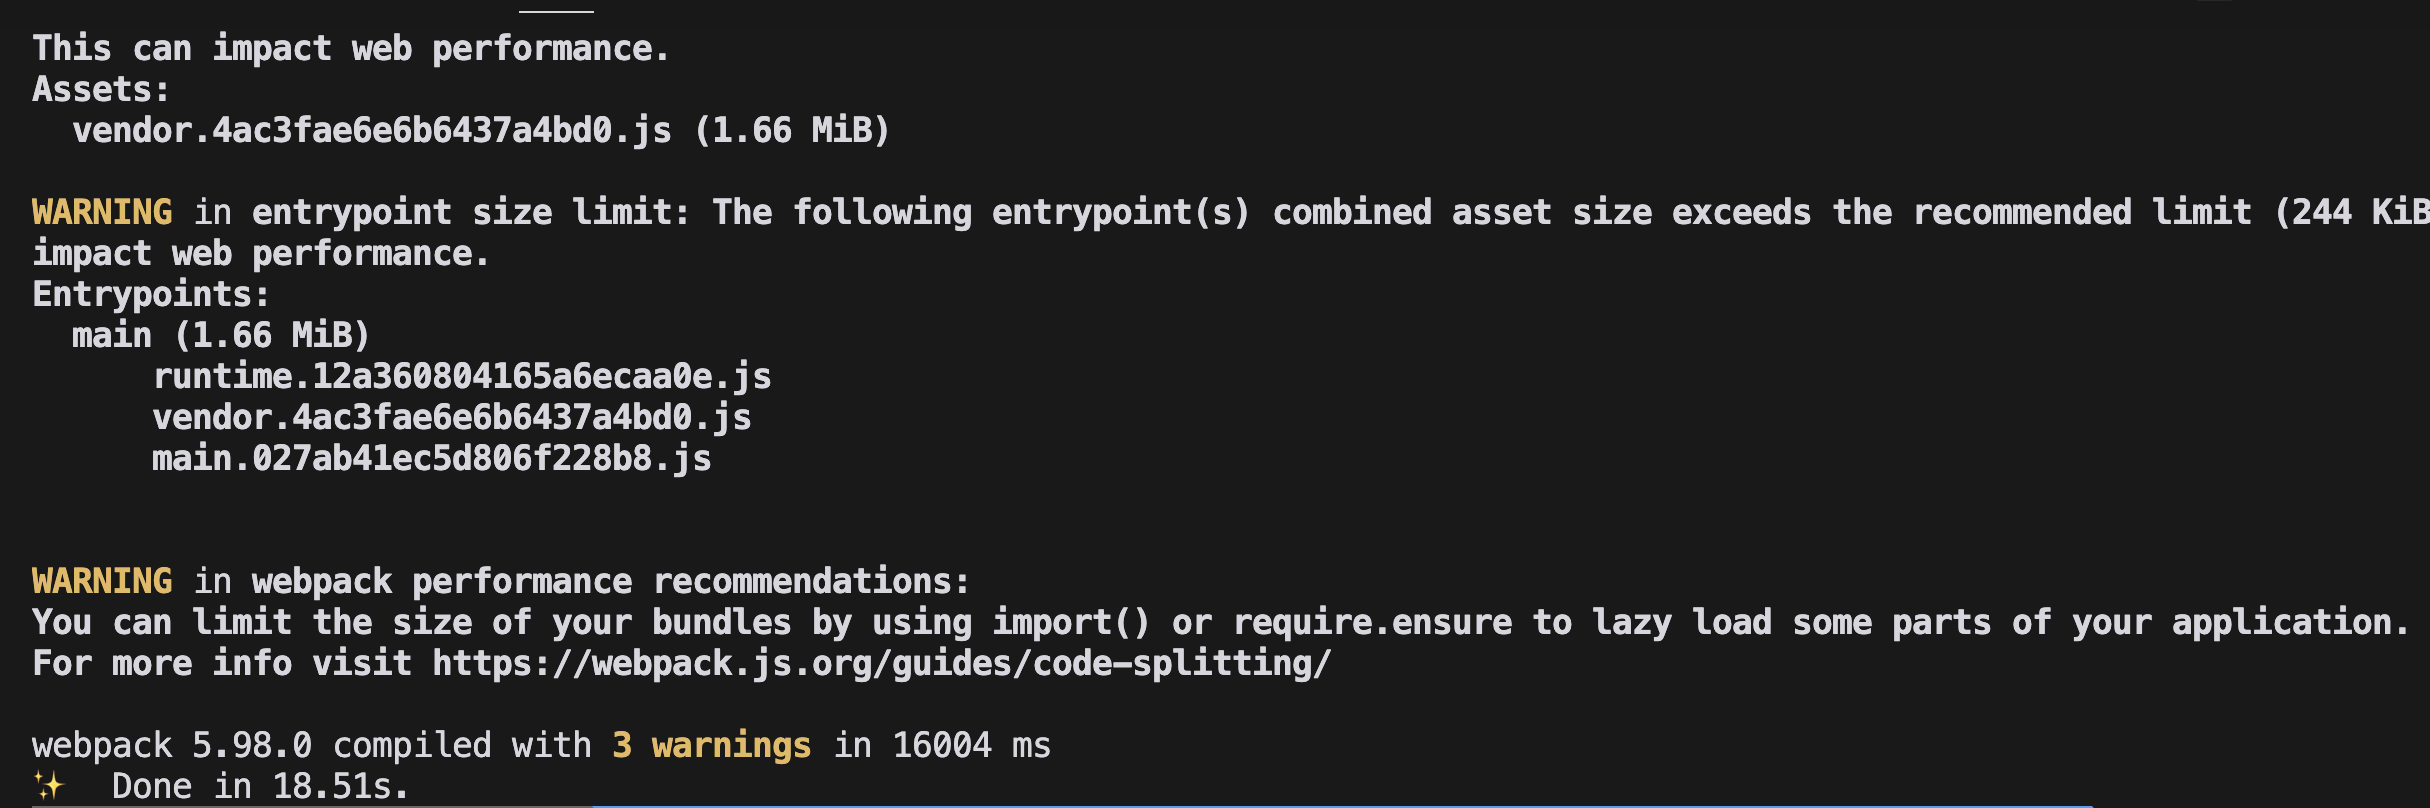 This can impact web performance.
Assets:
  vendor.4ac3fae6e6b6437a4bd0.js (1.66 MiB)
WARNING in entrypoint size limit: The following entrypoint(s) combined asset size exceeds the recommended limit (244 KiB
impact web performance.
Entrypoints:
  main (1.66 MiB)
      runtime.12a360804165a6ecaa0e.js
      vendor.4ac3fae6e6b6437a4bd0.js
      main.027ab41ec5d806f228b8.js
WARNING in webpack performance recommendations:
You can limit the size of your bundles by using import() or require.ensure to lazy load some parts of your application.
For more info visit https://webpack.js.org/guides/code-splitting/
webpack 5.98.0 compiled with 3 warnings in 16004 ms
✨  Done in 18.51s.